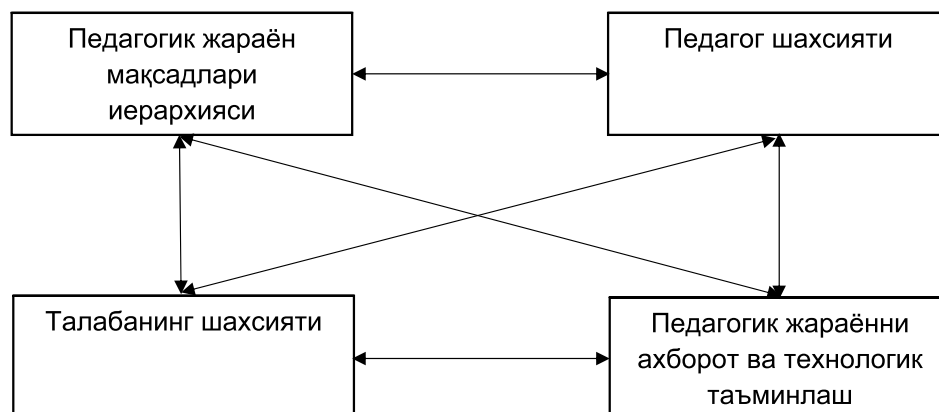 Педагогик жараён
мақсадлари
иерархияси
Педагог шахсияти
Талабанинг шахсияти
Педагогик жараённи
ахборот ва технологик
таъминлаш